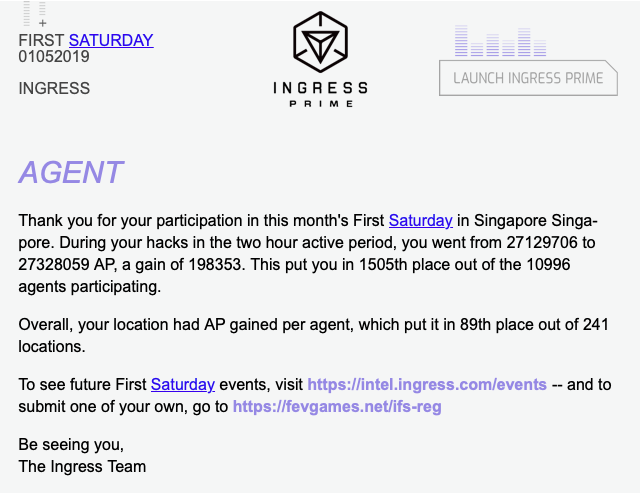 FIRST SATURDAY
01052019
INGRESS
INGRESS
PRIME
LAUNCH INGRESS PRIME
AGENT
Thank you for your participation in this month's First Saturday in Singapore Singa-
pore. During your hacks in the two hour active period, you went from 27129706 to
27328059 AP, a gain of 198353. This put you in 1505th place out of the 10996
agents participating.
Overall, your location had AP gained per agent, which put it in 89th place out of 241
locations.
To see future First Saturday events, visit https://intel.ingress.com/events -- and to
submit one of your own, go to https://fevgames.net/ifs-reg
Be seeing you,
The Ingress Team